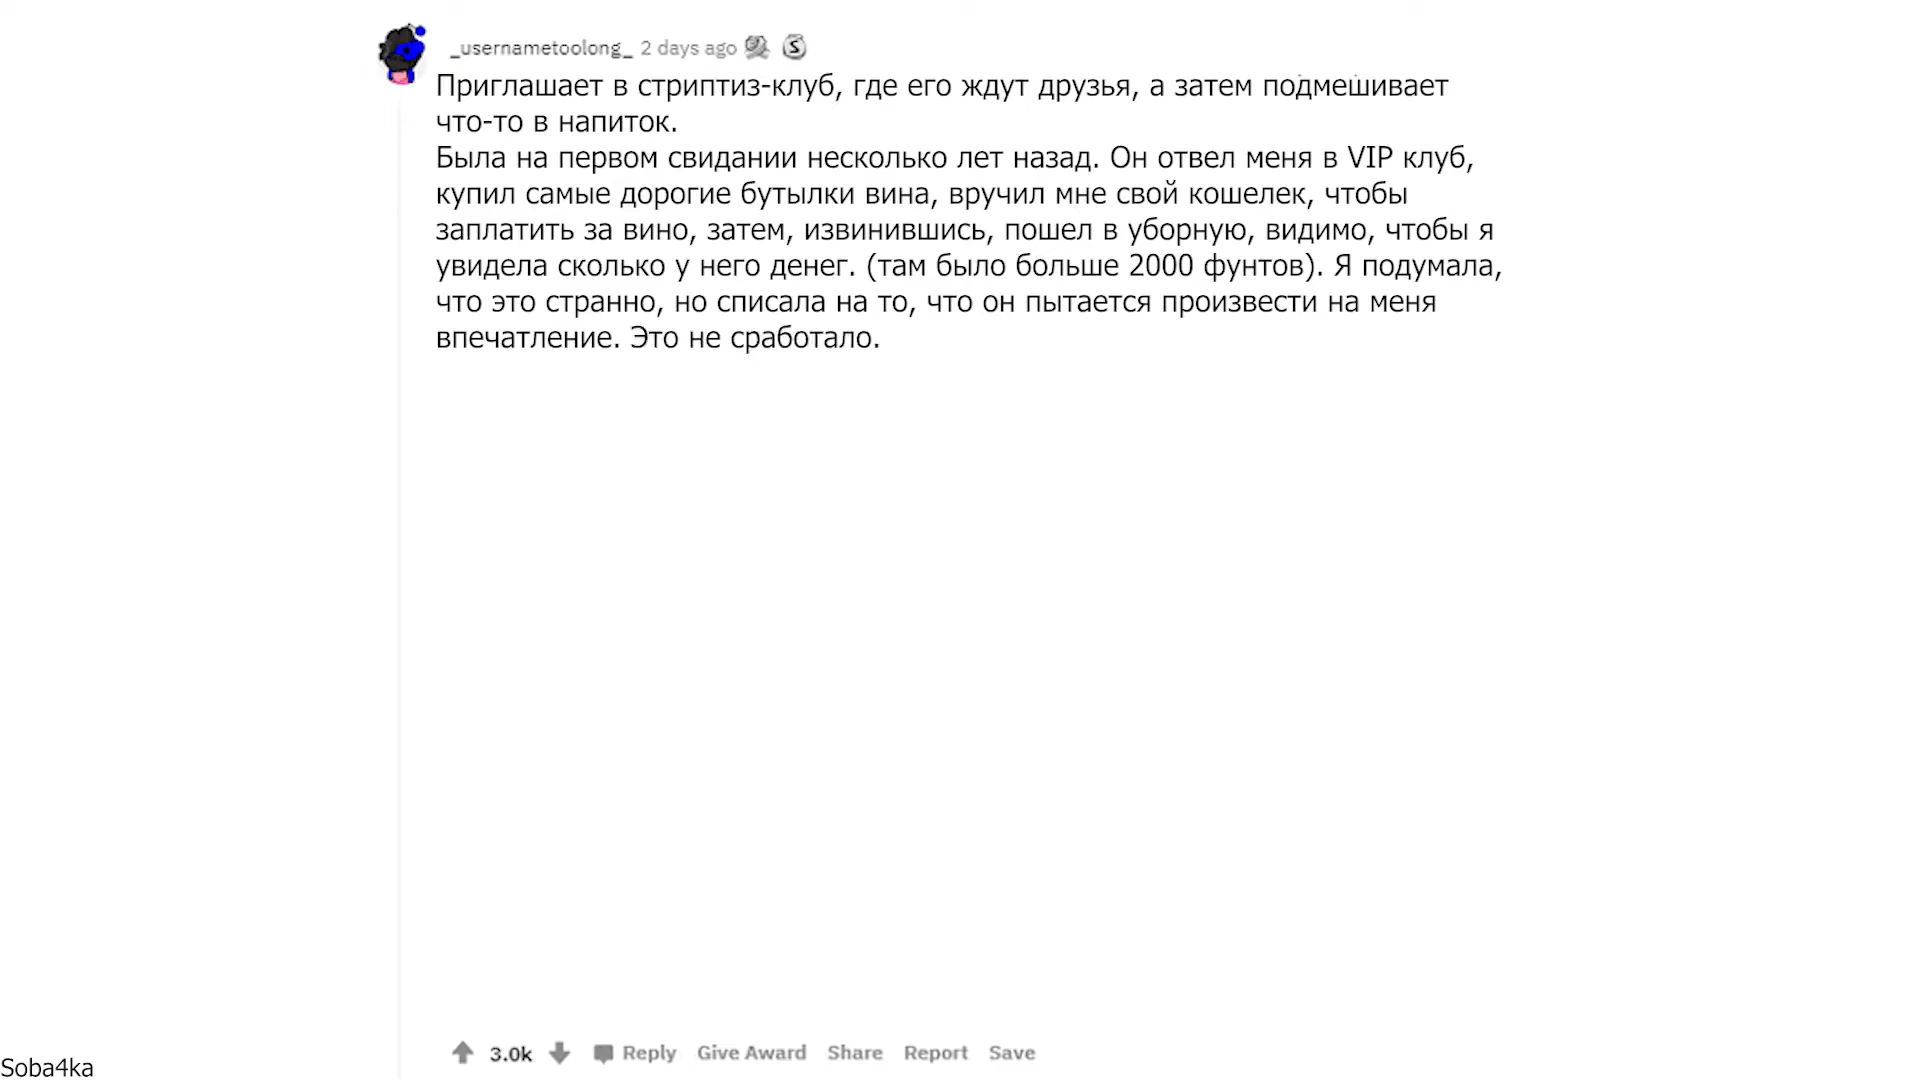 _usernametoolong_ 2 days ago
Приглашает в стриптиз-клуб, где его ждут друзья, а затем подмешивает
что-то в напиток.
Была на первом свидании несколько лет назад. Он отвел меня в VIP клуб,
купил самые дорогие бутылки вина, вручил мне свой кошелек, чтобы
заплатить за вино, затем, извинившись, пошел в уборную, видимо, чтобы я
увидела сколько у него денег. (там было больше 2000 фунтов). Я подумала,
что это странно, но списала на то, что он пытается произвести на меня
впечатление. Это не сработало.
3.0k Reply Give Award Share Report Save
Soba4ka